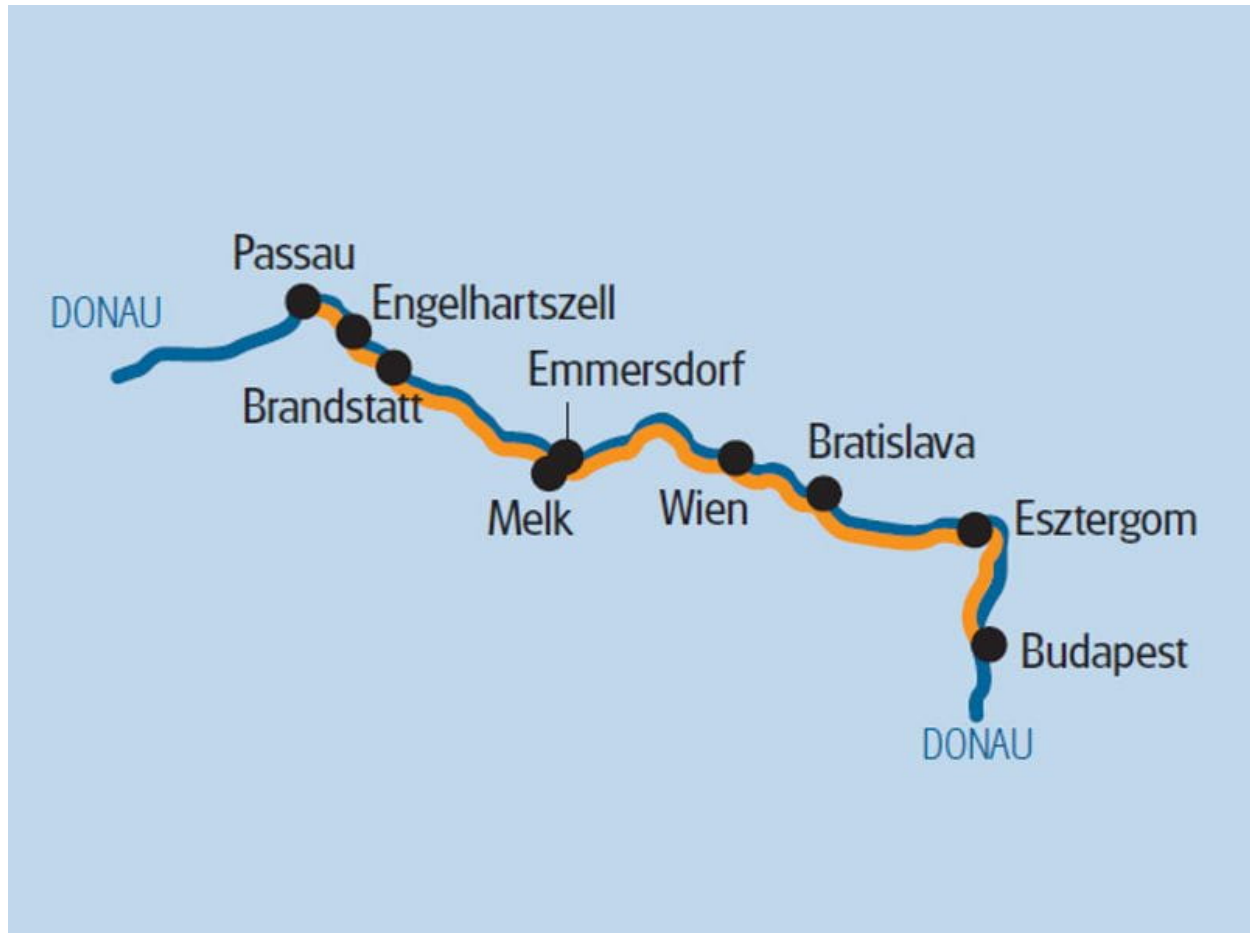 Passau
DONAU
Engelhartszell
Emmersdorf
Brandstatt
Bratislava
Melk
Wien
Esztergom
Budapest
DONAU